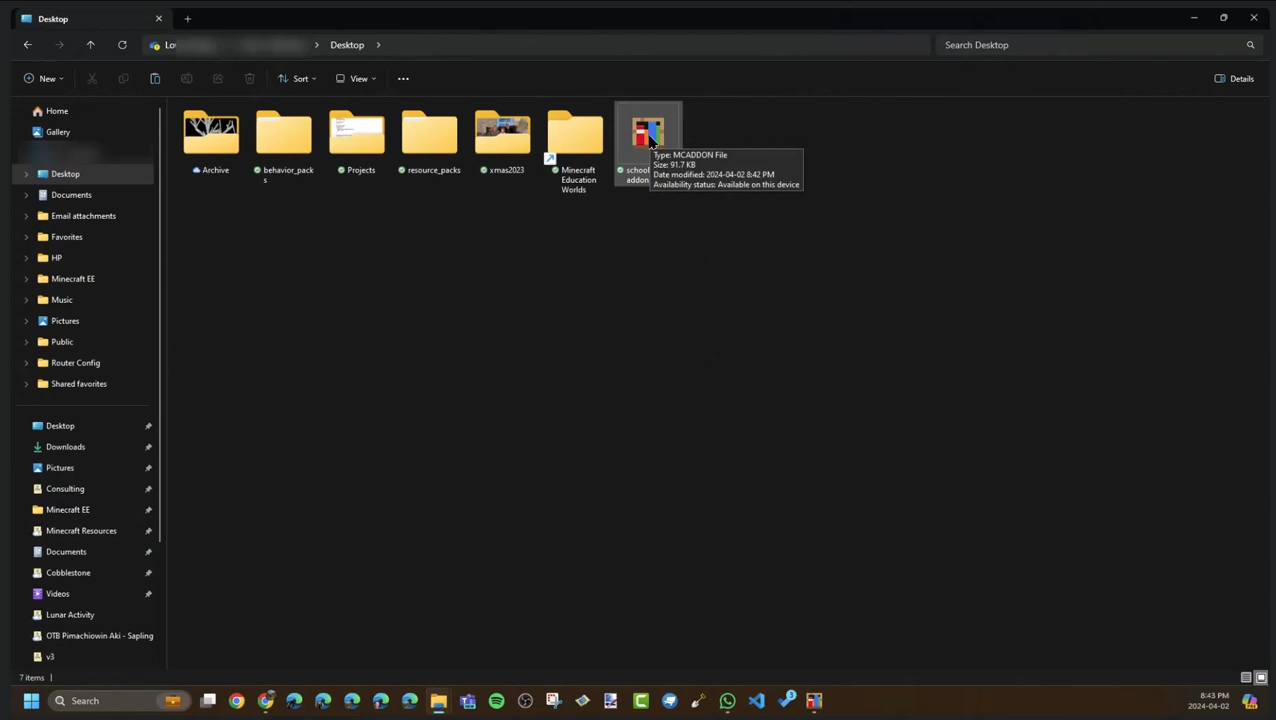 Desktop
Desktop
Search Desktop
New
Sort
View
Details
Home
Gallery
Desktop
Documents
Email attachments
Favorites
HP
Minecraft EE
Music
Pictures
Public
Router Config
Shared favorites
Desktop
Downloads
Pictures
Consulting
Minecraft EE
Minecraft Resources
Documents
Cobblestone
Videos
Lunar Activity
OTB Pimachiowin Aki - Sapling
v3
Archive
behavior_pack
s
Projects
resource_packs
xmas2023
Minecraft
Education
Worlds
school
addon
Type: MCADDON File
Size: 91.7 KB
Date modified: 2024-04-02 8:42 PM
Availability status: Available on this device
7 items
Search
3
8:43 PM
2024-04-02